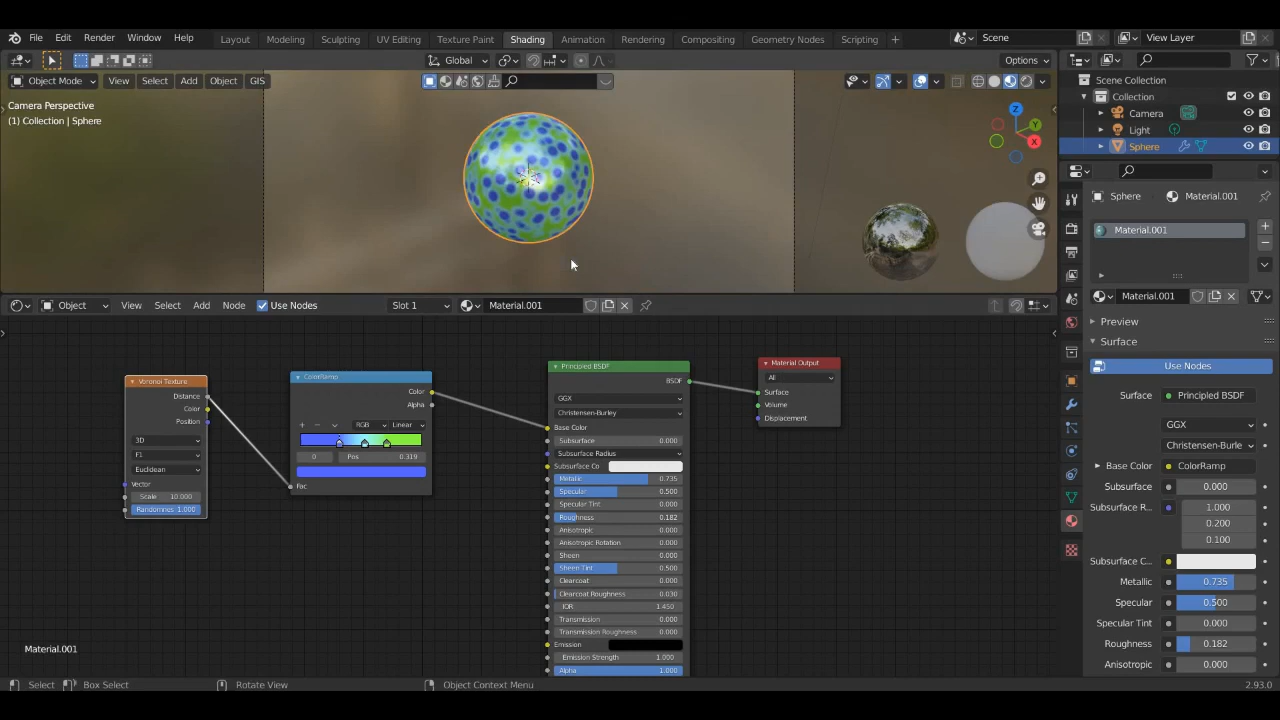 File Edit Render Window Help Layout Modeling Sculpting UV Editing Texture Paint Shading Animation Rendering Compositing Geometry Nodes Scripting + Scene View Layer
Global Options
Object Mode View Select Add Object GIS
Scene Collection
Collection
Camera
Light
Sphere
Camera Perspective
(1) Collection | Sphere
X
Y
Z
Sphere Material.001
Material.001
Material.001
Preview
Surface
Use Nodes
Surface Principled BSDF
GGX
Christensen-Burle
Base Color ColorRamp
Subsurface 0.000
Subsurface R... 1.000
0.200
0.100
Subsurface C...
Metallic 0.735
Specular 0.500
Specular Tint 0.000
Roughness 0.182
Anisotropic 0.000
Object View Select Add Node Use Nodes Slot 1 Material.001
Voronoi Texture
Distance
Color
Position
3D
F1
Euclidean
Vector
Scale 10.000
Randomnes 1.000
ColorRamp
Color
Alpha
+ − RGB Linear
0 Pos 0.319
Fac
Principled BSDF
BSDF
GGX
Christensen-Burley
Base Color
Subsurface 0.000
Subsurface Radius
Subsurface Co
Metallic 0.735
Specular 0.500
Specular Tint 0.000
Roughness 0.182
Anisotropic 0.000
Anisotropic Rotation 0.000
Sheen 0.000
Sheen Tint 0.500
Clearcoat 0.000
Clearcoat Roughness 0.030
IOR 1.450
Transmission 0.000
Transmission Roughness 0.000
Emission
Emission Strength 1.000
Alpha 1.000
Material Output
All
Surface
Volume
Displacement
Material.001
Select Box Select Rotate View Object Context Menu 2.93.0